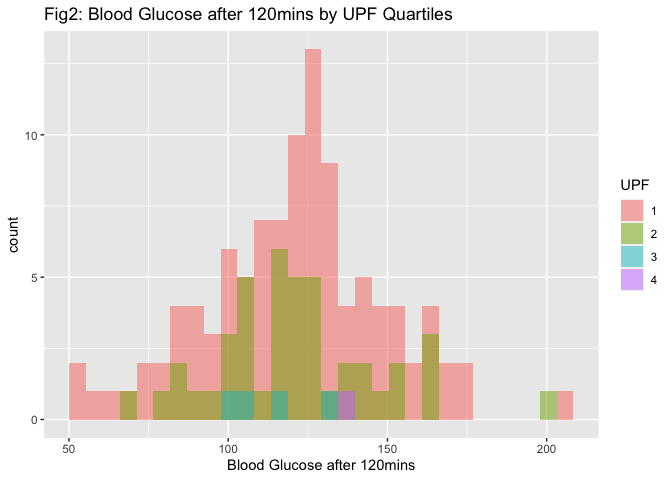 Fig2: Blood Glucose after 120mins by UPF Quartiles
count
10
5
0
50
100
150
200
Blood Glucose after 120mins
UPF
1
2
3
4